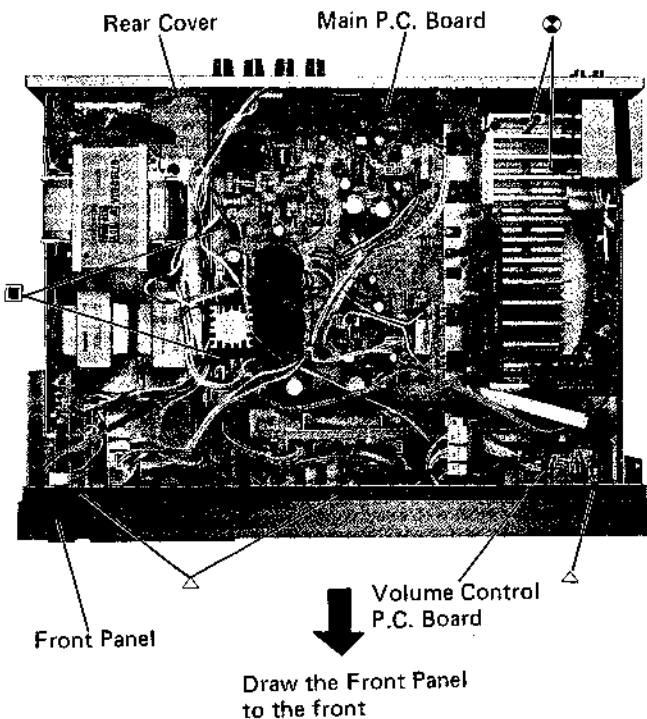 Rear Cover
Main P.C. Board
Volume Control
P.C. Board
Front Panel
Draw the Front Panel
to the front